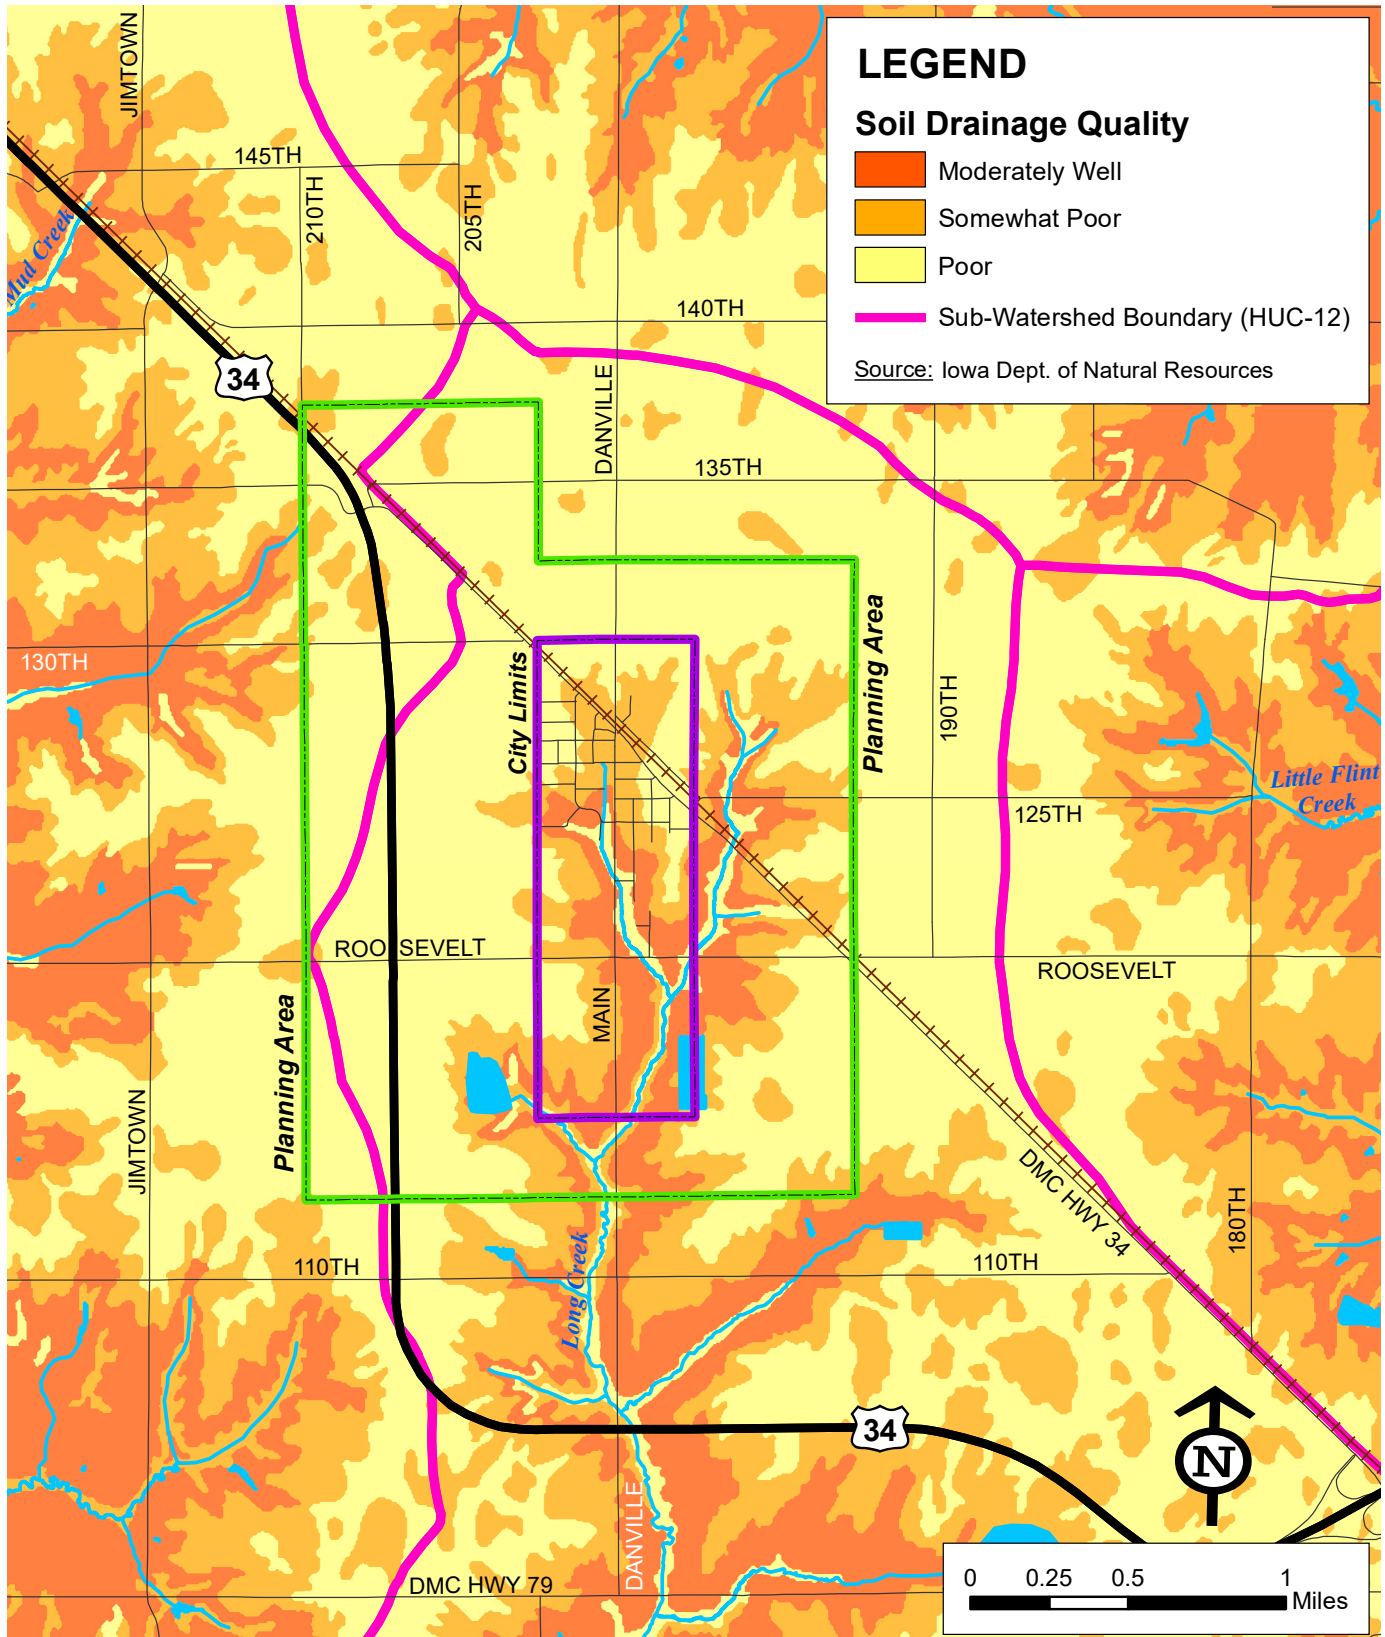 LEGEND
Soil Drainage Quality
Moderately Well
Somewhat Poor
Poor
Sub-Watershed Boundary (HUC-12)
Source: Iowa Dept. of Natural Resources
JIMTOWN
145TH
210TH
205TH
Mud Creek
140TH
34
DANVILLE
135TH
130TH
City Limits
Planning Area
190TH
Little Flint
Creek
125TH
ROOSEVELT
ROOSEVELT
MAIN
Planning Area
JIMTOWN
DMC HWY 34
180TH
110TH
110TH
Long Creek
34
N
DANVILLE
DMC HWY 79
0 0.25 0.5 1
Miles